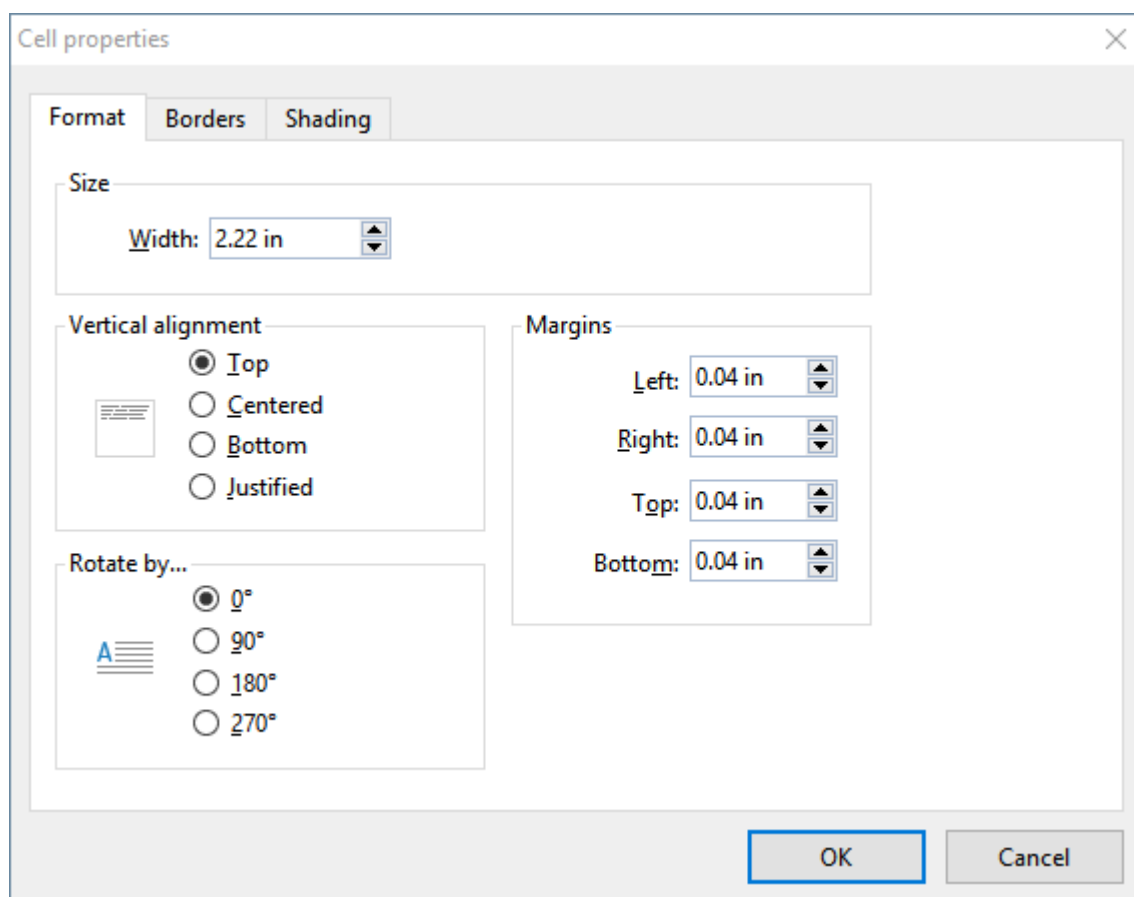 Cell properties
Format Borders Shading
Size
Width: 2.22 in
Vertical alignment
Top
Centered
Bottom
Justified
Margins
Left: 0.04 in
Right: 0.04 in
Top: 0.04 in
Bottom: 0.04 in
Rotate by...
A
0°
90°
180°
270°
OK Cancel